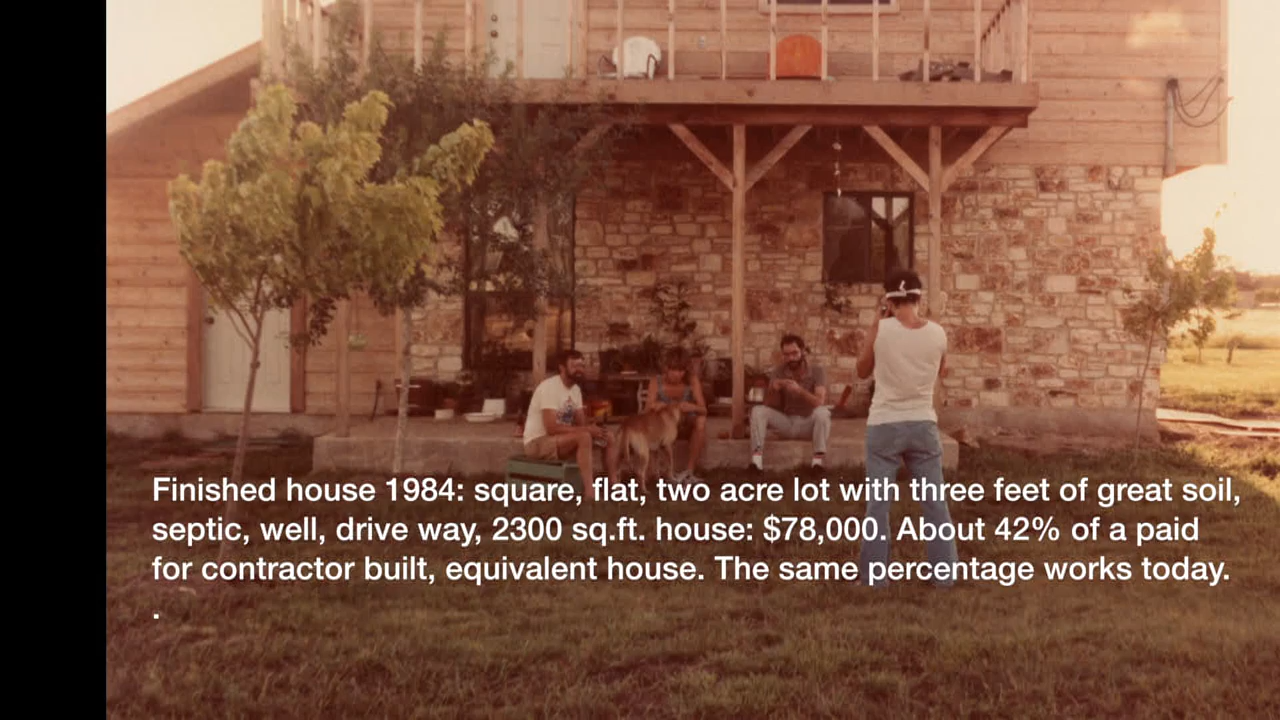 Finished house 1984: square, flat, two acre lot with three feet of great soil,
septic, well, drive way, 2300 sq.ft. house: $78,000. About 42% of a paid
for contractor built, equivalent house. The same percentage works today.
.